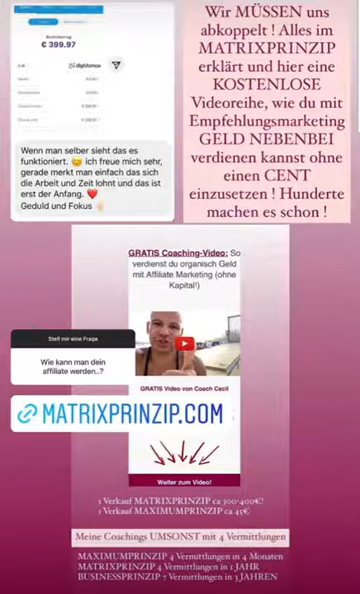 € 399.97
digistore24
Wenn man selber sieht das es
funktioniert. 😊 ich freue mich sehr,
gerade merkt man einfach das sich
die Arbeit und Zeit lohnt und das ist
erst der Anfang. ❤️
Geduld und Fokus
Wir MÜSSEN uns
abkoppelt ! Alles im
MATRIXPRINZIP
erklärt und hier eine
KOSTENLOSE
Videoreihe, wie du mit
Empfehlungsmarketing
GELD NEBENBEI
verdienen kannst ohne
einen CENT
einzusetzen ! Hunderte
machen es schon !
GRATIS Coaching-Video: So
verdienst du organisch Geld
mit Affiliate Marketing (ohne
Kapital!)
Stell mir eine Frage
Wie kann man dein
affiliate werden..?
GRATIS Video von Coach Cecil
MATRIXPRINZIP.COM
Weiter zum Video!
1 Verkauf MATRIXPRINZIP ca 300-400€!
1 Verkauf MAXIMUMPRINZIP ca 45€
Meine Coachings UMSONST mit 4 Vermittlungen
MAXIMUMPRINZIP 4 Vermittlungen in 4 Monaten
MATRIXPRINZIP 4 Vermittlungen in 1 JAHR
BUSINESSPRINZIP 7 Vermittlungen in 3 JAHREN